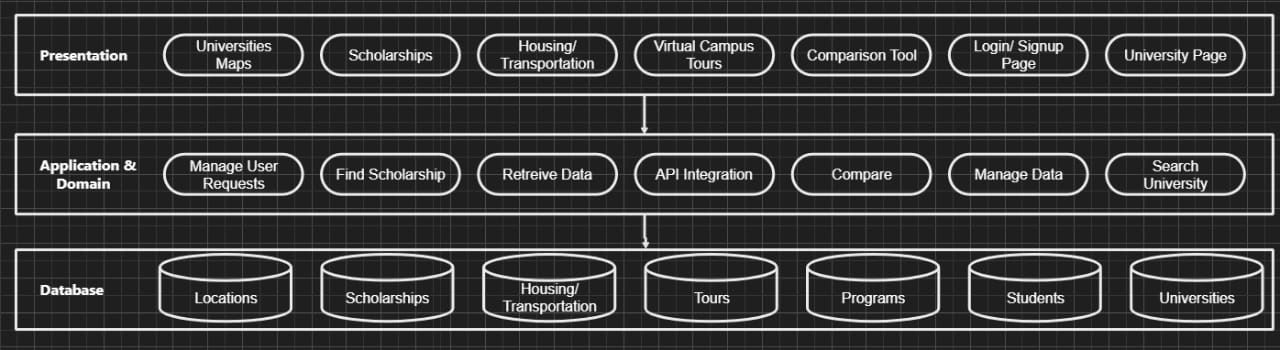 Presentation
Universities
Maps
Scholarships
Housing/
Transportation
Virtual Campus
Tours
Comparison Tool
Login/ Signup
Page
University Page
Application &
Domain
Manage User
Requests
Find Scholarship
Retreive Data
API Integration
Compare
Manage Data
Search
University
Database
Locations
Scholarships
Housing/
Transportation
Tours
Programs
Students
Universities